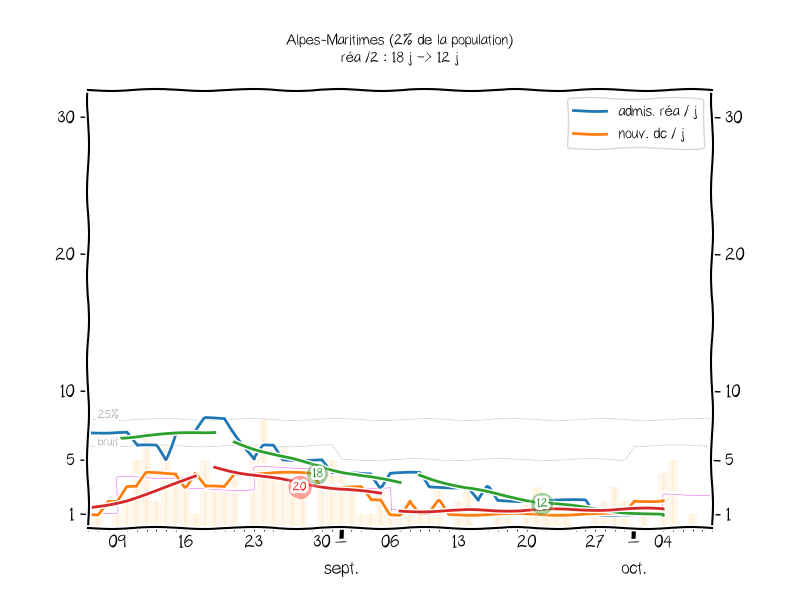 Alpes-Maritimes (2% de la population)
réa /2 : 18 j -> 12 j
admis. réa / j
nouv. dc / j
30
30
20
20
10
10
25%
bruit
5
5
18
20
12
1
1
09 16 23 30 06 13 20 27 04
sept. oct.